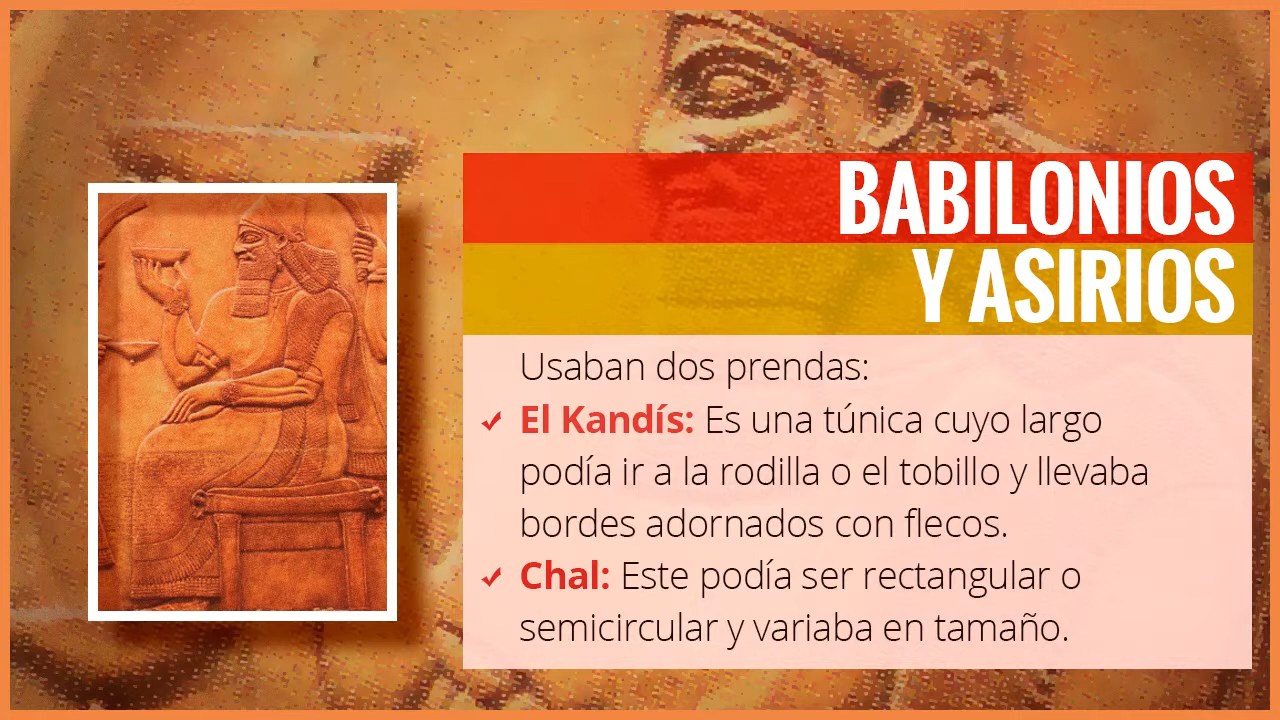 BABILONIOS
Y ASIRIOS
Usaban dos prendas:
El Kandís: Es una túnica cuyo largo
podía ir a la rodilla o el tobillo y llevaba
bordes adornados con flecos.
Chal: Este podía ser rectangular o
semicircular y variaba en tamaño.